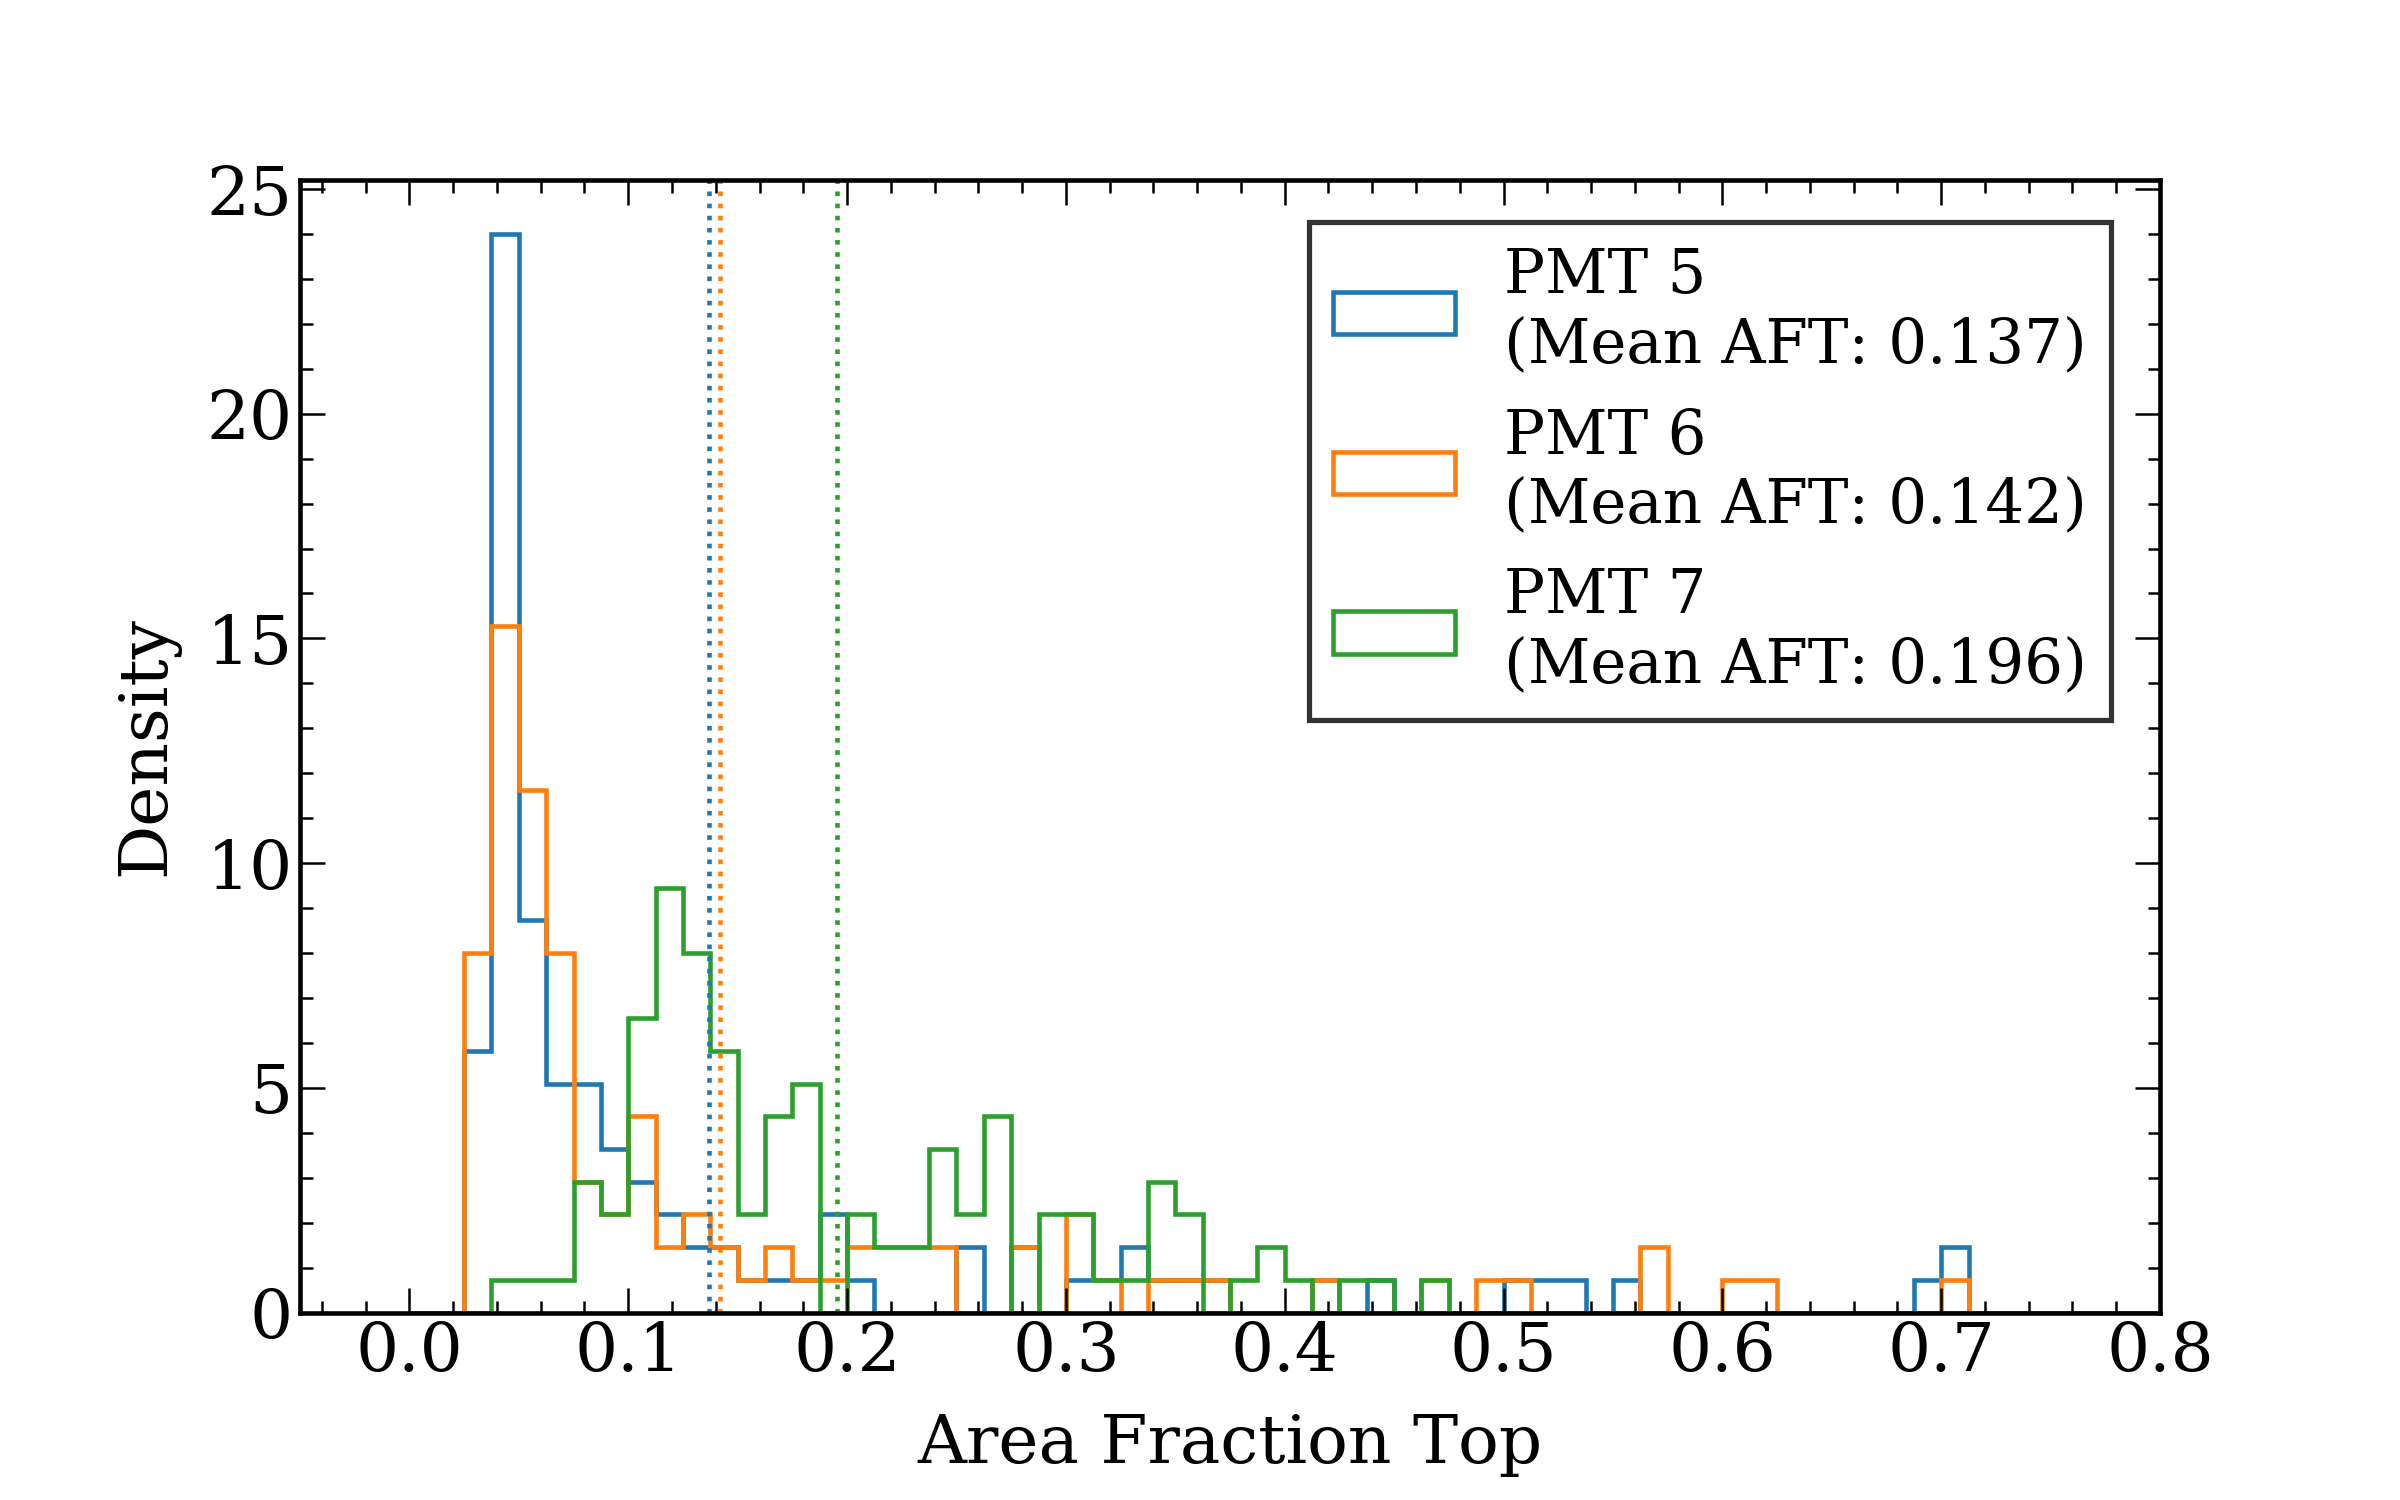 25
20
15
10
5
0
Density
PMT 5
(Mean AFT: 0.137)
PMT 6
(Mean AFT: 0.142)
PMT 7
(Mean AFT: 0.196)
0.0 0.1 0.2 0.3 0.4 0.5 0.6 0.7 0.8
Area Fraction Top